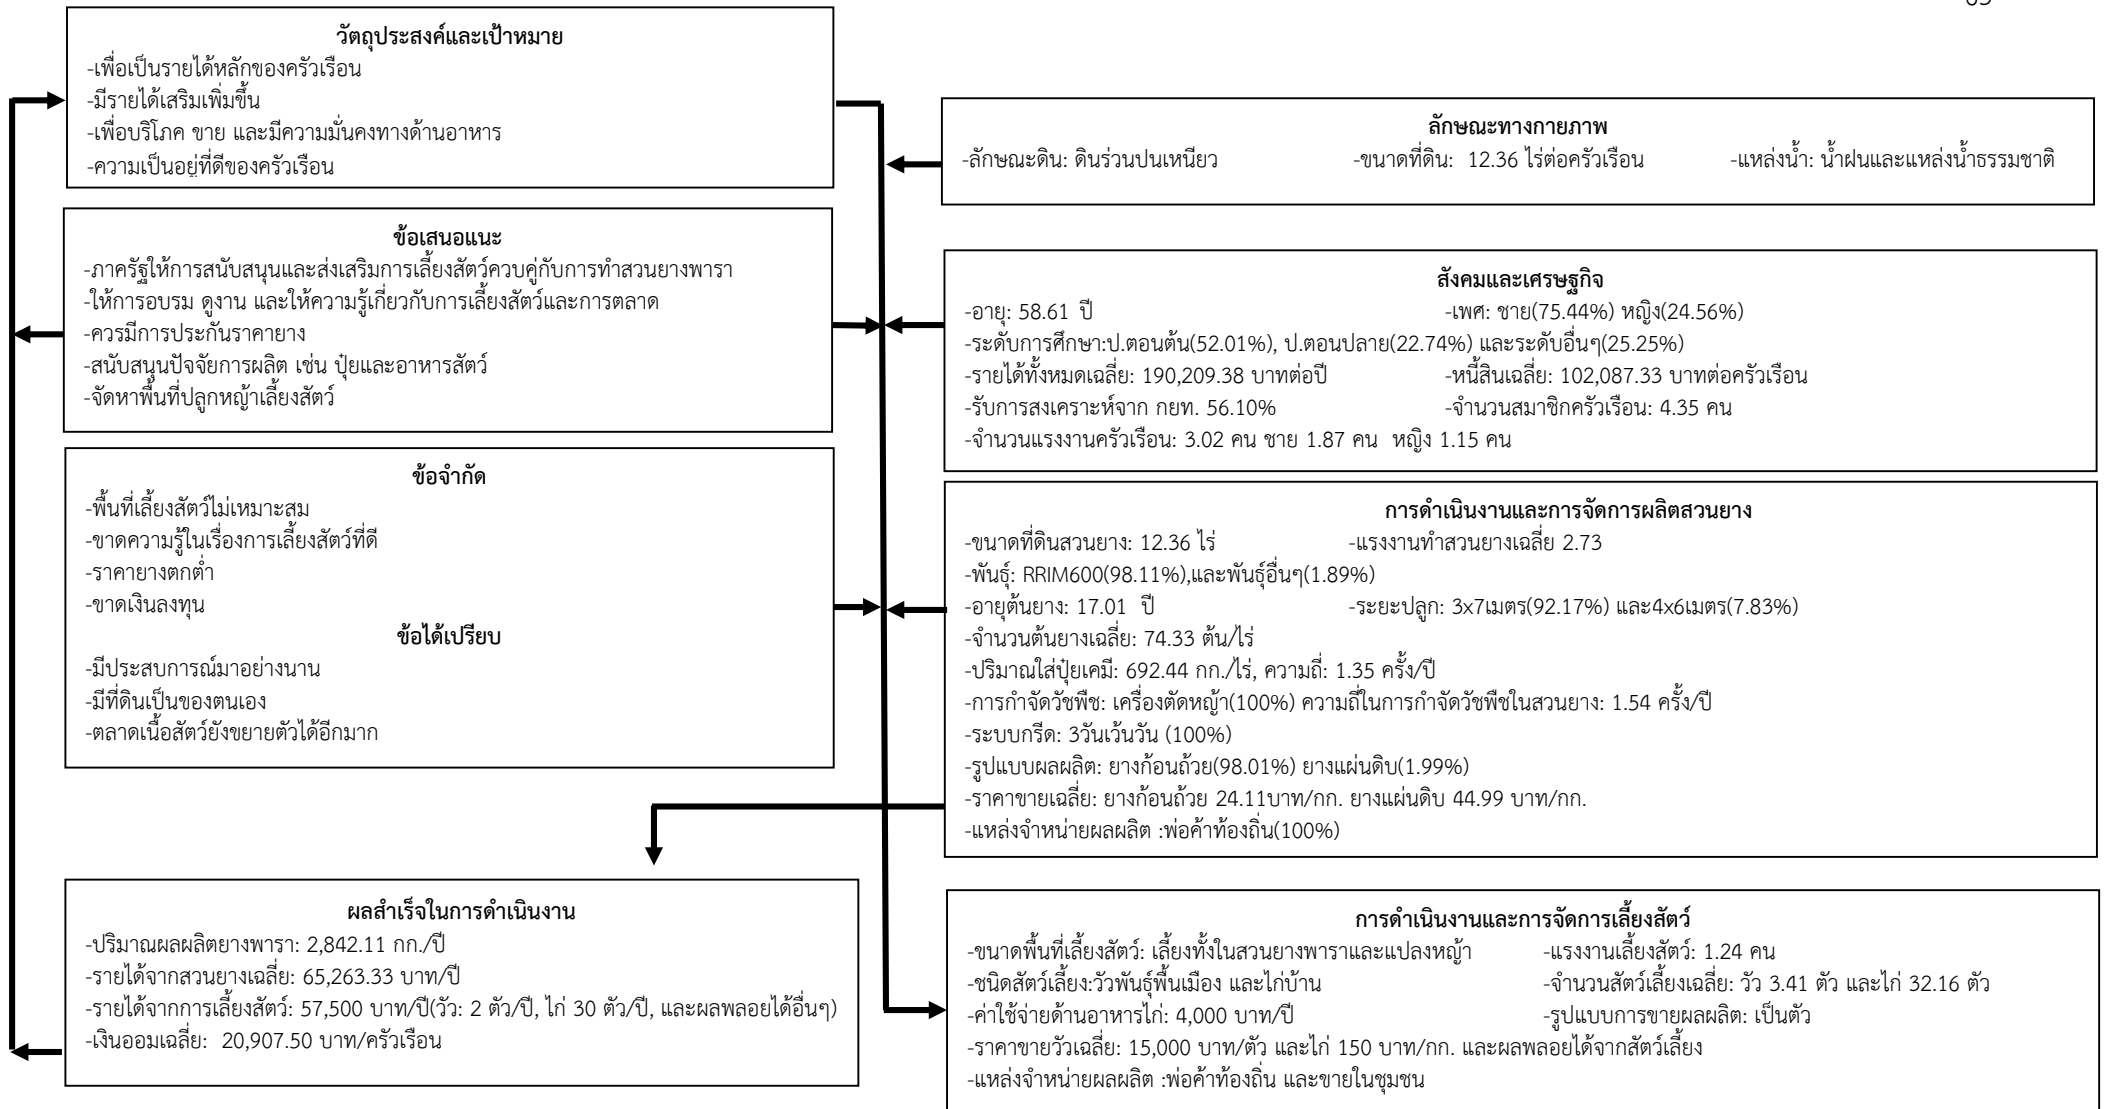 วัตถุประสงค์และเป้าหมาย
-เพื่อเป็นรายได้หลักของครัวเรือน
-มีรายได้เสริมเพิ่มขึ้น
-เพื่อบริโภค ขาย และมีความมั่นคงทางด้านอาหาร
-ความเป็นอยู่ที่ดีของครัวเรือน
ข้อเสนอแนะ
-ภาครัฐให้การสนับสนุนและส่งเสริมการเลี้ยงสัตว์ควบคู่กับการทำสวนยางพารา
-ให้การอบรม ดูงาน และให้ความรู้เกี่ยวกับการเลี้ยงสัตว์และการตลาด
-ควรมีการประกันราคายาง
-สนับสนุนปัจจัยการผลิต เช่น ปุ๋ยและอาหารสัตว์
-จัดหาพื้นที่ปลูกหญ้าเลี้ยงสัตว์
ข้อจำกัด
-พื้นที่เลี้ยงสัตว์ไม่เหมาะสม
-ขาดความรู้ในเรื่องการเลี้ยงสัตว์ที่ดี
-ราคายางตกต่ำ
-ขาดเงินลงทุน
ข้อได้เปรียบ
-มีประสบการณ์มาอย่างนาน
-มีที่ดินเป็นของตนเอง
-ตลาดเนื้อสัตว์ยังขยายตัวได้อีกมาก
ผลสำเร็จในการดำเนินงาน
-ปริมาณผลผลิตยางพารา: 2,842.11 กก./ปี
-รายได้จากสวนยางเฉลี่ย: 65,263.33 บาท/ปี
-รายได้จากการเลี้ยงสัตว์: 57,500 บาท/ปี(วัว: 2 ตัว/ปี, ไก่ 30 ตัว/ปี, และผลพลอยได้อื่นๆ)
-เงินออมเฉลี่ย: 20,907.50 บาท/ครัวเรือน
ลักษณะทางกายภาพ
-ลักษณะดิน: ดินร่วนปนเหนียว -ขนาดที่ดิน: 12.36 ไร่ต่อครัวเรือน -แหล่งน้ำ: น้ำฝนและแหล่งน้ำธรรมชาติ
สังคมและเศรษฐกิจ
-อายุ: 58.61 ปี -เพศ: ชาย(75.44%) หญิง(24.56%)
-ระดับการศึกษา:ป.ตอนต้น(52.01%), ป.ตอนปลาย(22.74%) และระดับอื่นๆ(25.25%)
-รายได้ทั้งหมดเฉลี่ย: 190,209.38 บาทต่อปี -หนี้สินเฉลี่ย: 102,087.33 บาทต่อครัวเรือน
-รับการสงเคราะห์จาก กยท. 56.10% -จำนวนสมาชิกครัวเรือน: 4.35 คน
-จำนวนแรงงานครัวเรือน: 3.02 คน ชาย 1.87 คน หญิง 1.15 คน
การดำเนินงานและการจัดการผลิตสวนยาง
-ขนาดที่ดินสวนยาง: 12.36 ไร่ -แรงงานทำสวนยางเฉลี่ย 2.73
-พันธุ์: RRIM600(98.11%),และพันธุ์อื่นๆ(1.89%)
-อายุต้นยาง: 17.01 ปี -ระยะปลูก: 3x7เมตร(92.17%) และ4x6เมตร(7.83%)
-จำนวนต้นยางเฉลี่ย: 74.33 ต้น/ไร่
-ปริมาณใส่ปุ๋ยเคมี: 692.44 กก./ไร่, ความถี่: 1.35 ครั้ง/ปี
-การกำจัดวัชพืช: เครื่องตัดหญ้า(100%) ความถี่ในการกำจัดวัชพืชในสวนยาง: 1.54 ครั้ง/ปี
-ระบบกรีด: 3วันเว้นวัน (100%)
-รูปแบบผลผลิต: ยางก้อนถ้วย(98.01%) ยางแผ่นดิบ(1.99%)
-ราคาขายเฉลี่ย: ยางก้อนถ้วย 24.11บาท/กก. ยางแผ่นดิบ 44.99 บาท/กก.
-แหล่งจำหน่ายผลผลิต :พ่อค้าท้องถิ่น(100%)
การดำเนินงานและการจัดการเลี้ยงสัตว์
-ขนาดพื้นที่เลี้ยงสัตว์: เลี้ยงทั้งในสวนยางพาราและแปลงหญ้า -แรงงานเลี้ยงสัตว์: 1.24 คน
-ชนิดสัตว์เลี้ยง:วัวพันธุ์พื้นเมือง และไก่บ้าน -จำนวนสัตว์เลี้ยงเฉลี่ย: วัว 3.41 ตัว และไก่ 32.16 ตัว
-ค่าใช้จ่ายด้านอาหารไก่: 4,000 บาท/ปี -รูปแบบการขายผลผลิต: เป็นตัว
-ราคาขายวัวเฉลี่ย: 15,000 บาท/ตัว และไก่ 150 บาท/กก. และผลพลอยได้จากสัตว์เลี้ยง
-แหล่งจำหน่ายผลผลิต :พ่อค้าท้องถิ่น และขายในชุมชน